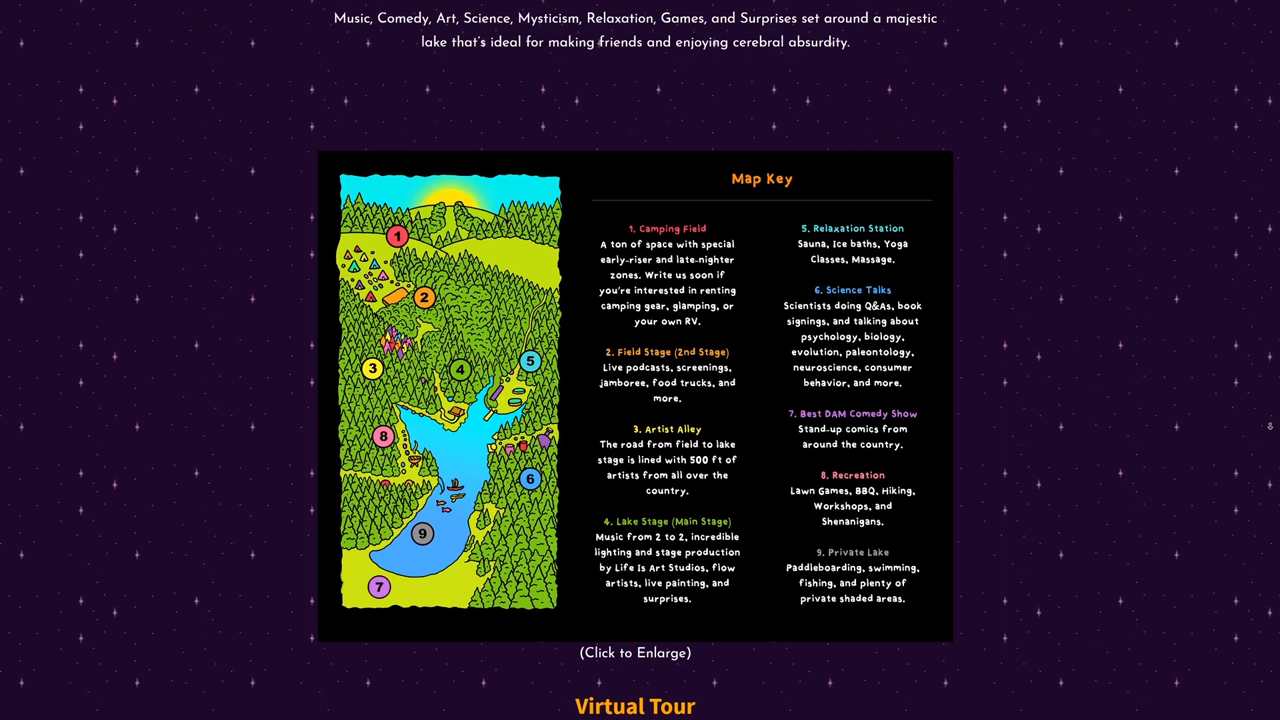 Music, Comedy, Art, Science, Mysticism, Relaxation, Games, and Surprises set around a majestic
lake that's ideal for making friends and enjoying cerebral absurdity.
1
2
3
4
5
8
6
9
7
Map Key
1. Camping Field
A ton of space with special
early-riser and late-nighter
zones. Write us soon if
you're interested in renting
camping gear, glamping, or
your own RV.
2. Field Stage (2nd Stage)
Live podcasts, screenings,
jamboree, food trucks, and
more.
3. Artist Alley
The road from field to lake
stage is lined with 500 ft of
artists from all over the
country.
4. Lake Stage (Main Stage)
Music from 2 to 2, incredible
lighting and stage production
by Life Is Art Studios, flow
artists, live painting, and
surprises.
5. Relaxation Station
Sauna, Ice baths, Yoga
Classes, Massage.
6. Science Talks
Scientists doing Q&As, book
signings, and talking about
psychology, biology,
evolution, paleontology,
neuroscience, consumer
behavior, and more.
7. Best DAM Comedy Show
Stand-up comics from
around the country.
8. Recreation
Lawn Games, BBQ, Hiking,
Workshops, and
Shenanigans.
9. Private Lake
Paddleboarding, swimming,
fishing, and plenty of
private shaded areas.
(Click to Enlarge)
Virtual Tour